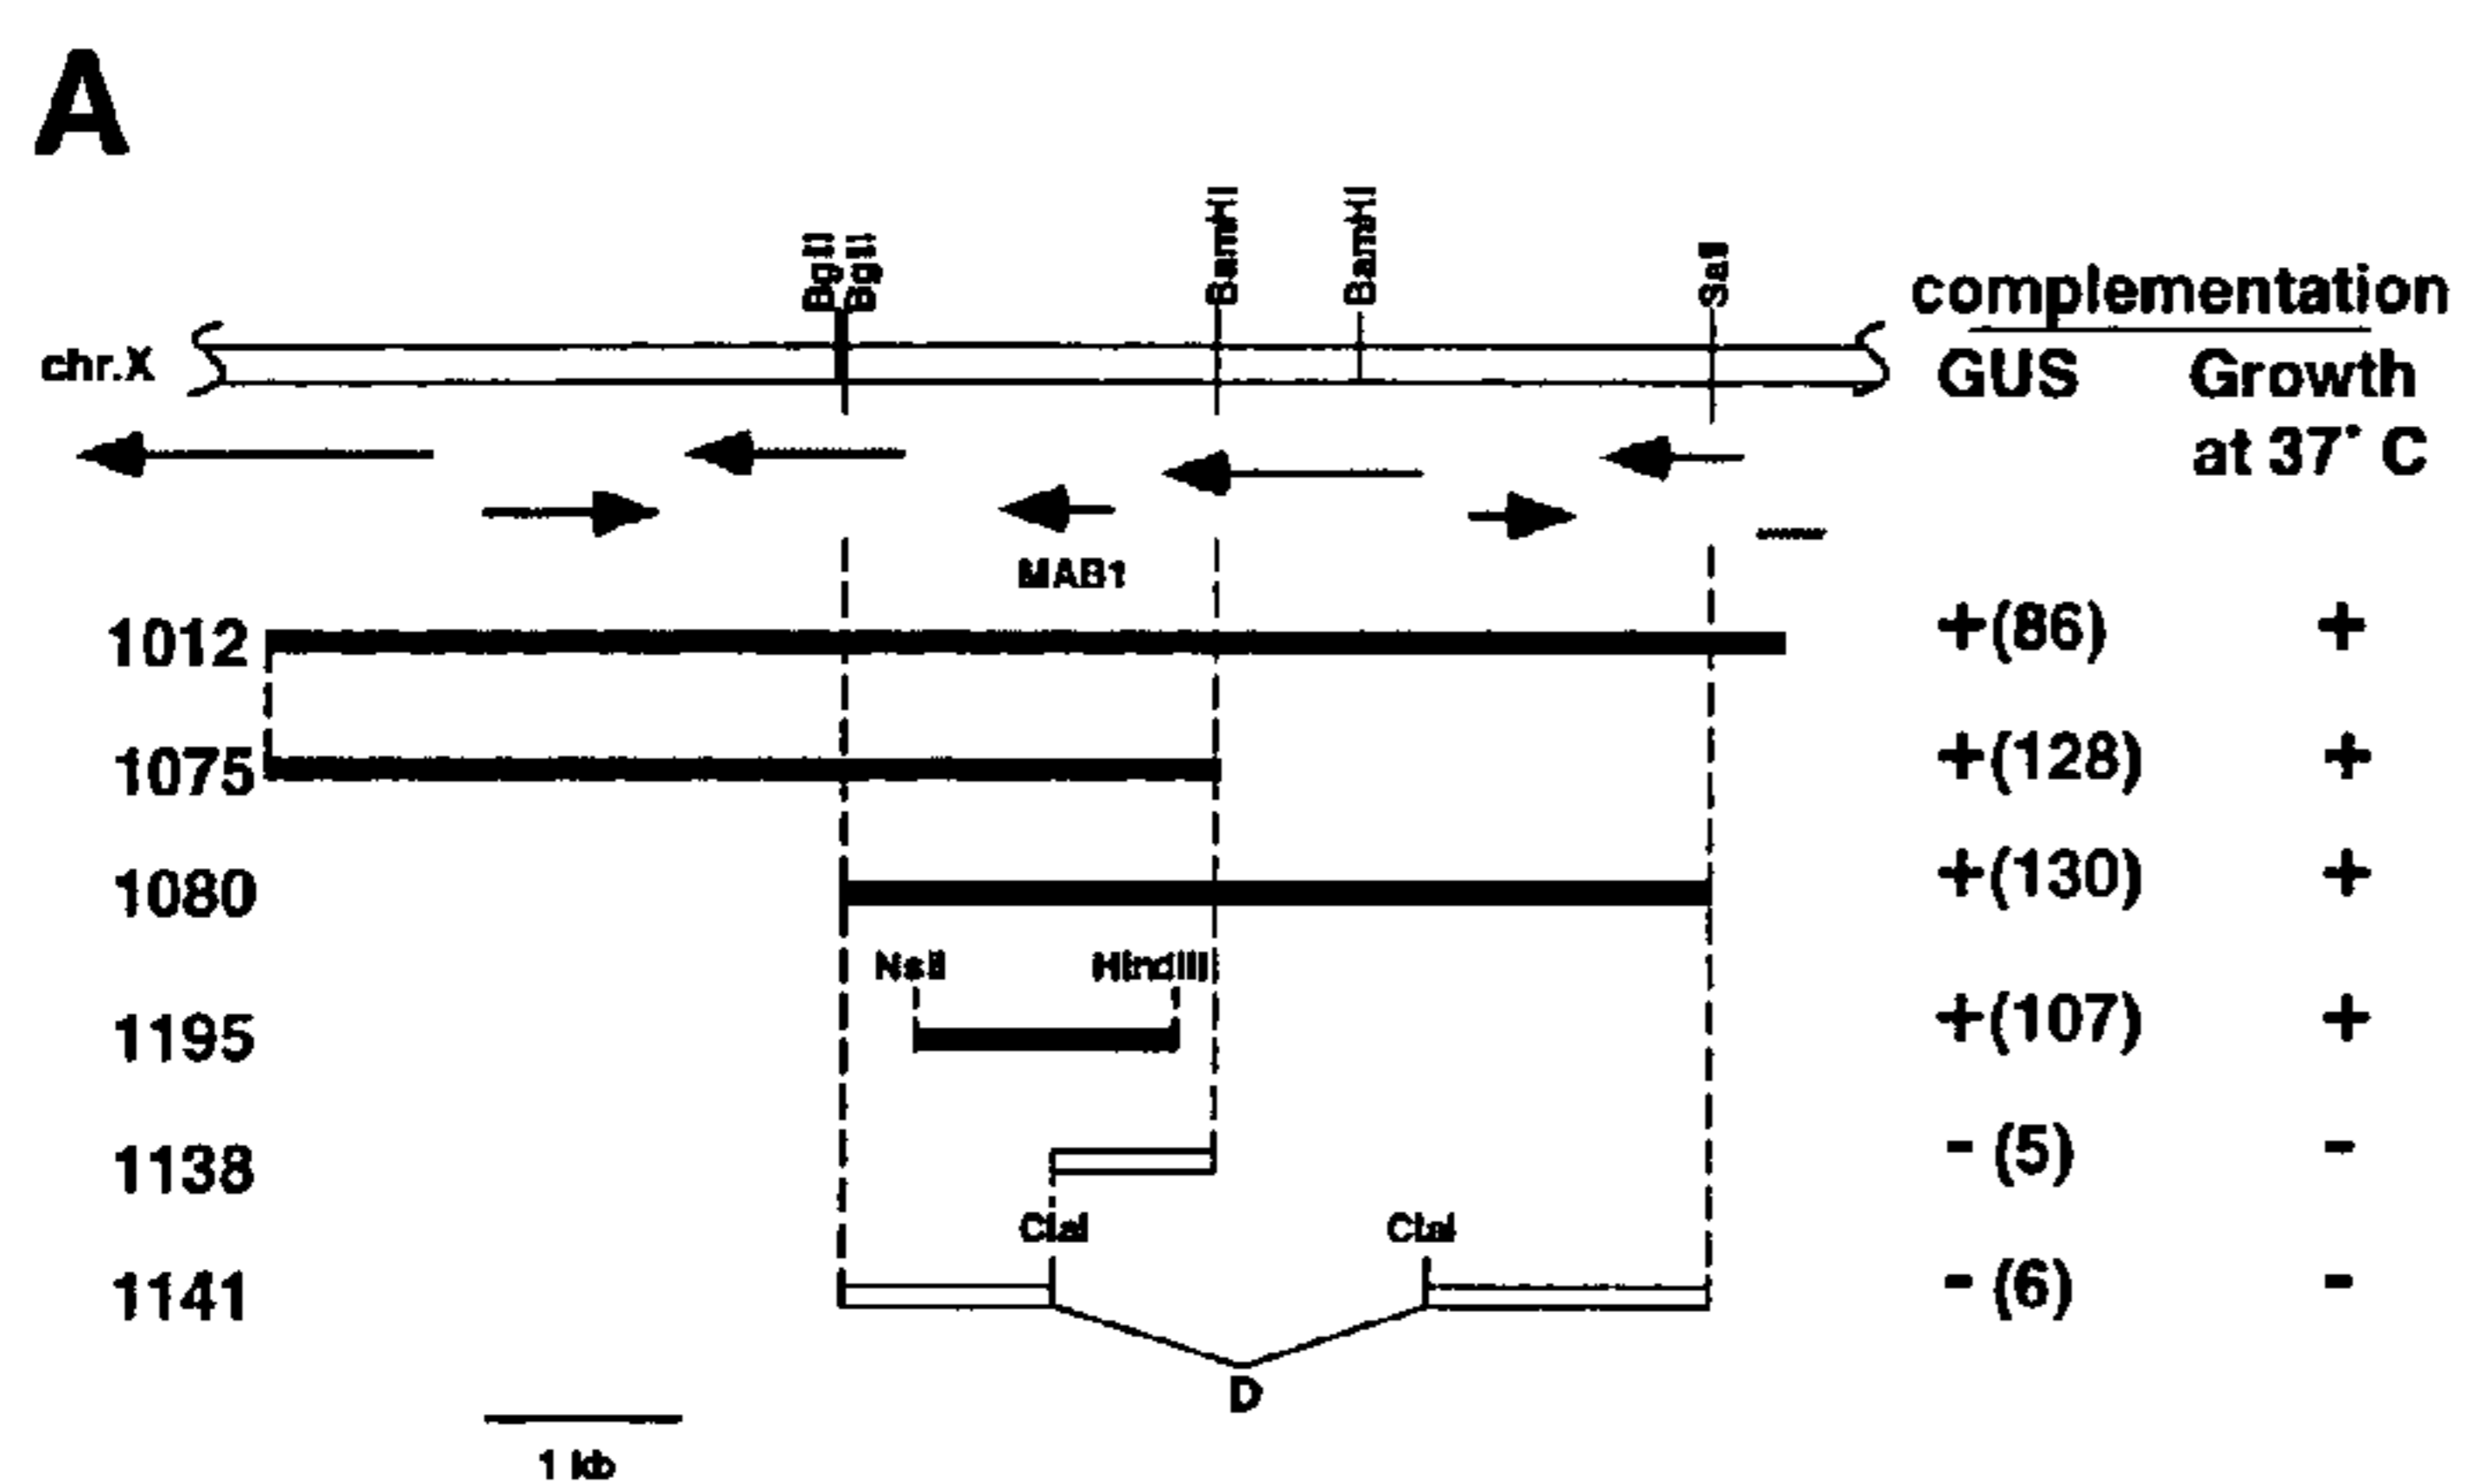 A
BglI BglII BamHI BamHI SalI
complementation
chr.X GUS Growth
at 37° C
MAB1
1012 +(86) +
1075 +(128) +
1080 +(130) +
NsiI HindIII
1195 +(107) +
1138 - (5) -
ClaI ClaI
1141 - (6) -
D
1 kb